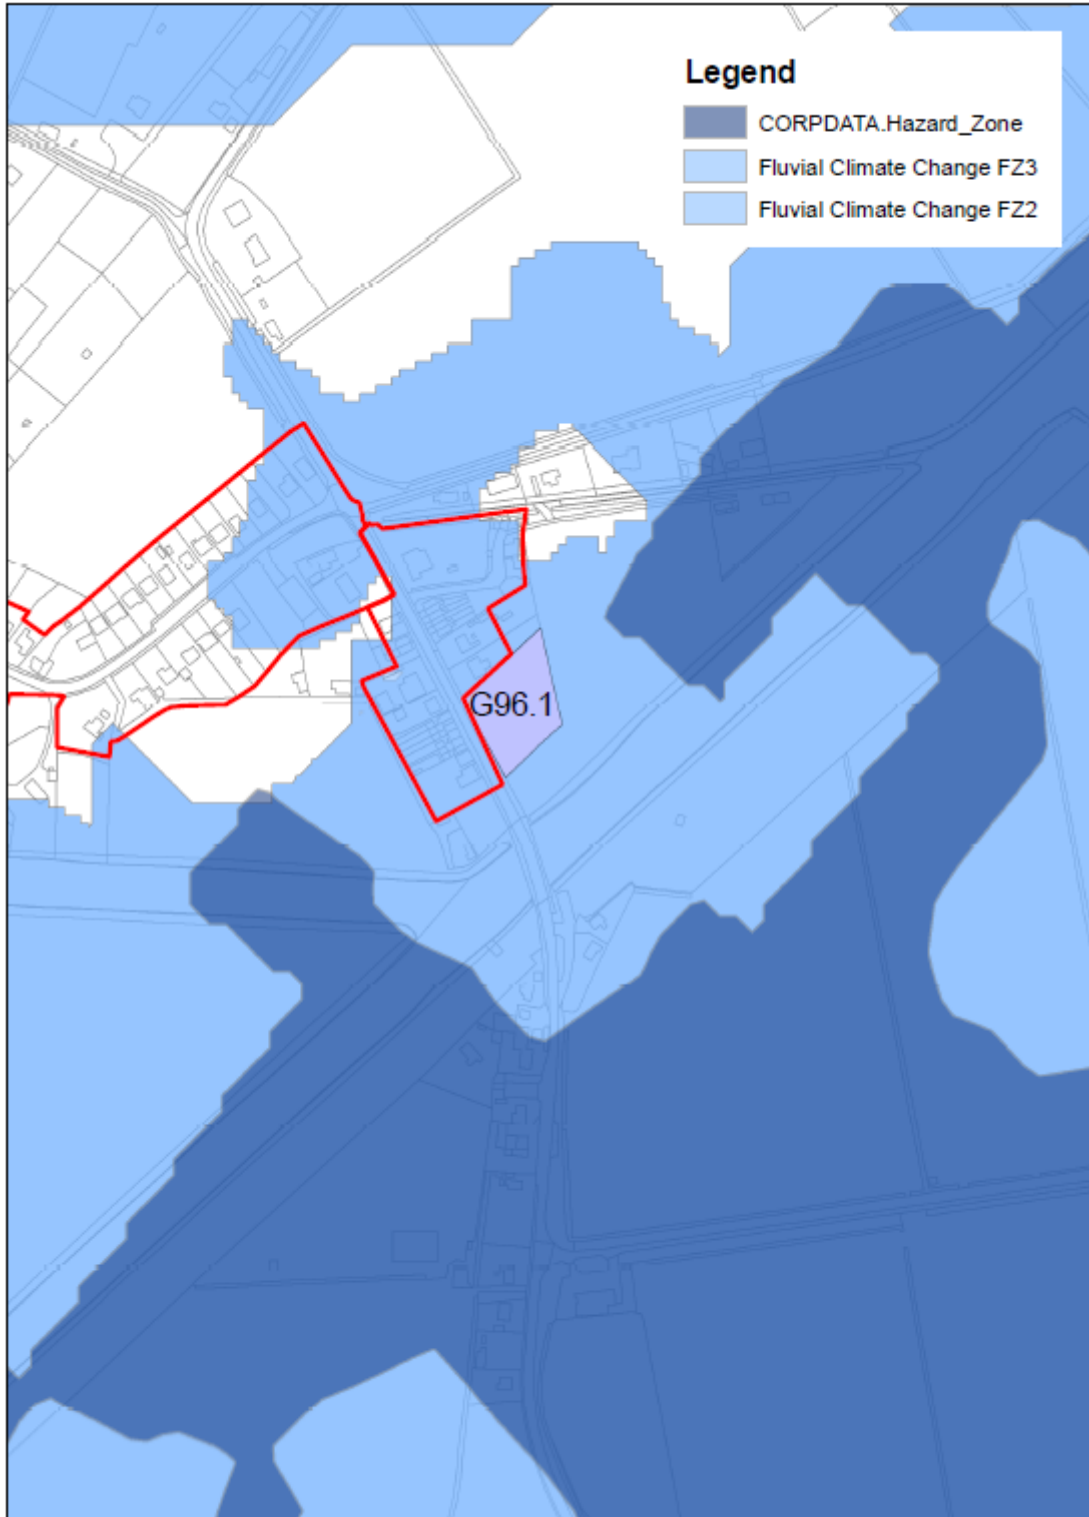 Legend
CORPDATA.Hazard_Zone
Fluvial Climate Change FZ3
Fluvial Climate Change FZ2
G96.1